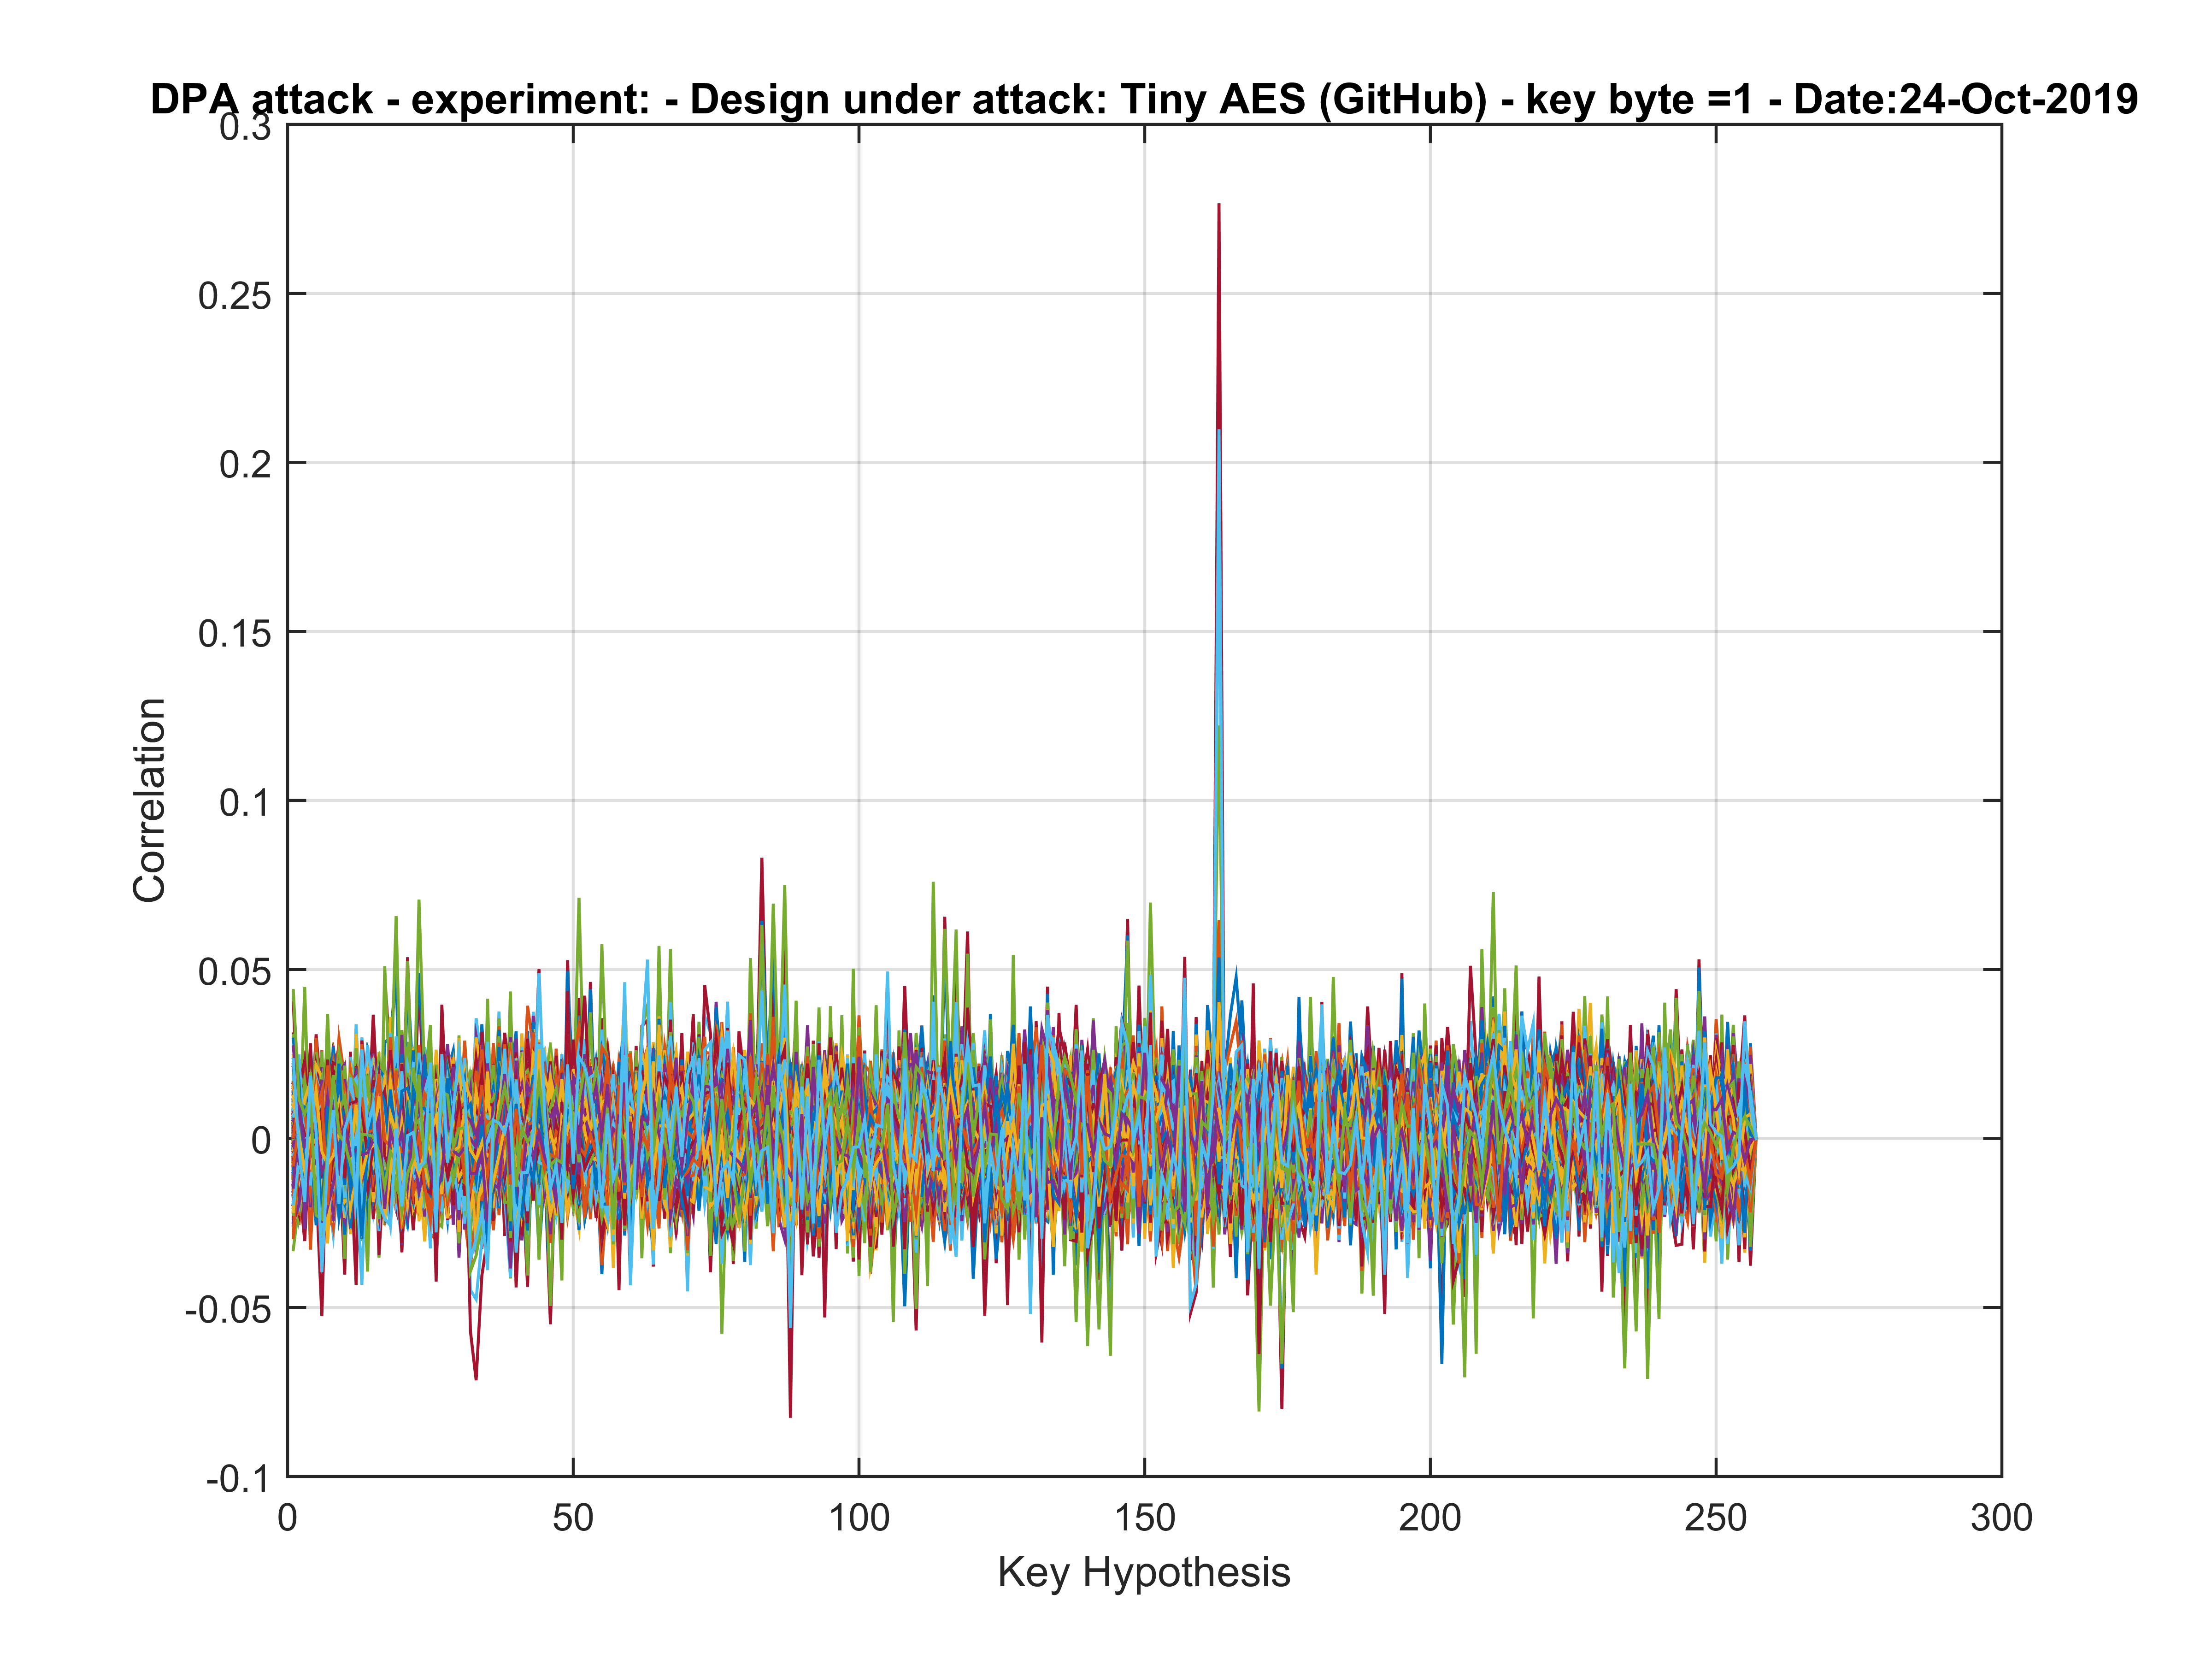 DPA attack - experiment: - Design under attack: Tiny AES (GitHub) - key byte =1 - Date:24-Oct-2019
0.3
0.25
0.2
0.15
0.1
0.05
0
-0.05
-0.1
Correlation
0 50 100 150 200 250 300
Key Hypothesis